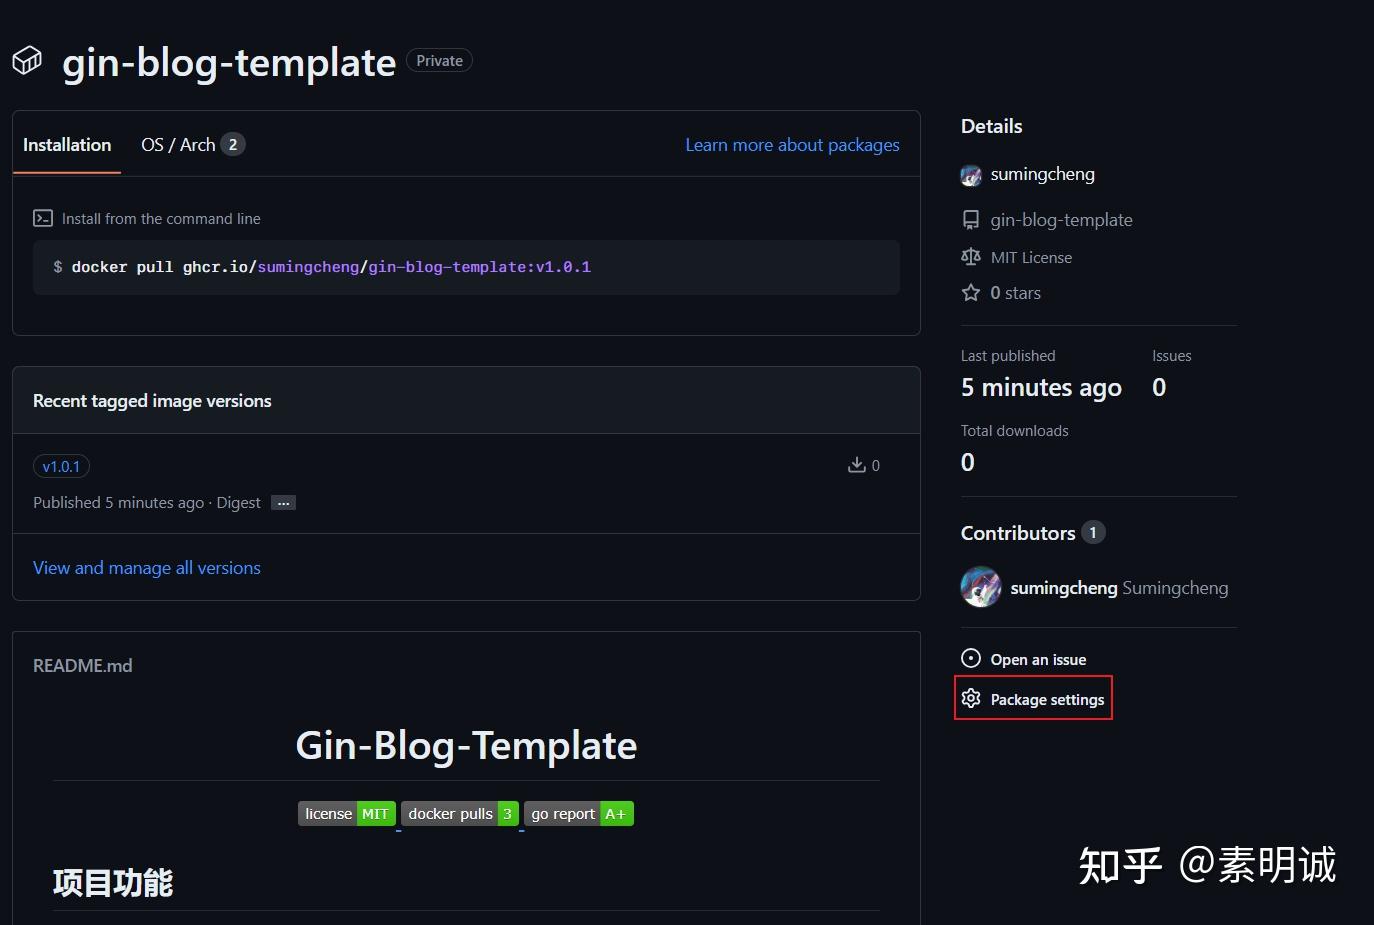 gin-blog-template Private
Installation OS / Arch 2 Learn more about packages
Install from the command line
$ docker pull ghcr.io/sumingcheng/gin-blog-template:v1.0.1
Recent tagged image versions
v1.0.1 0
Published 5 minutes ago · Digest ...
View and manage all versions
README.md
Gin-Blog-Template
license MIT docker pulls 3 go report A+
项目功能
Details
sumingcheng
gin-blog-template
MIT License
0 stars
Last published Issues
5 minutes ago 0
Total downloads
0
Contributors 1
sumingcheng Sumingcheng
Open an issue
Package settings
知乎 @素明诚